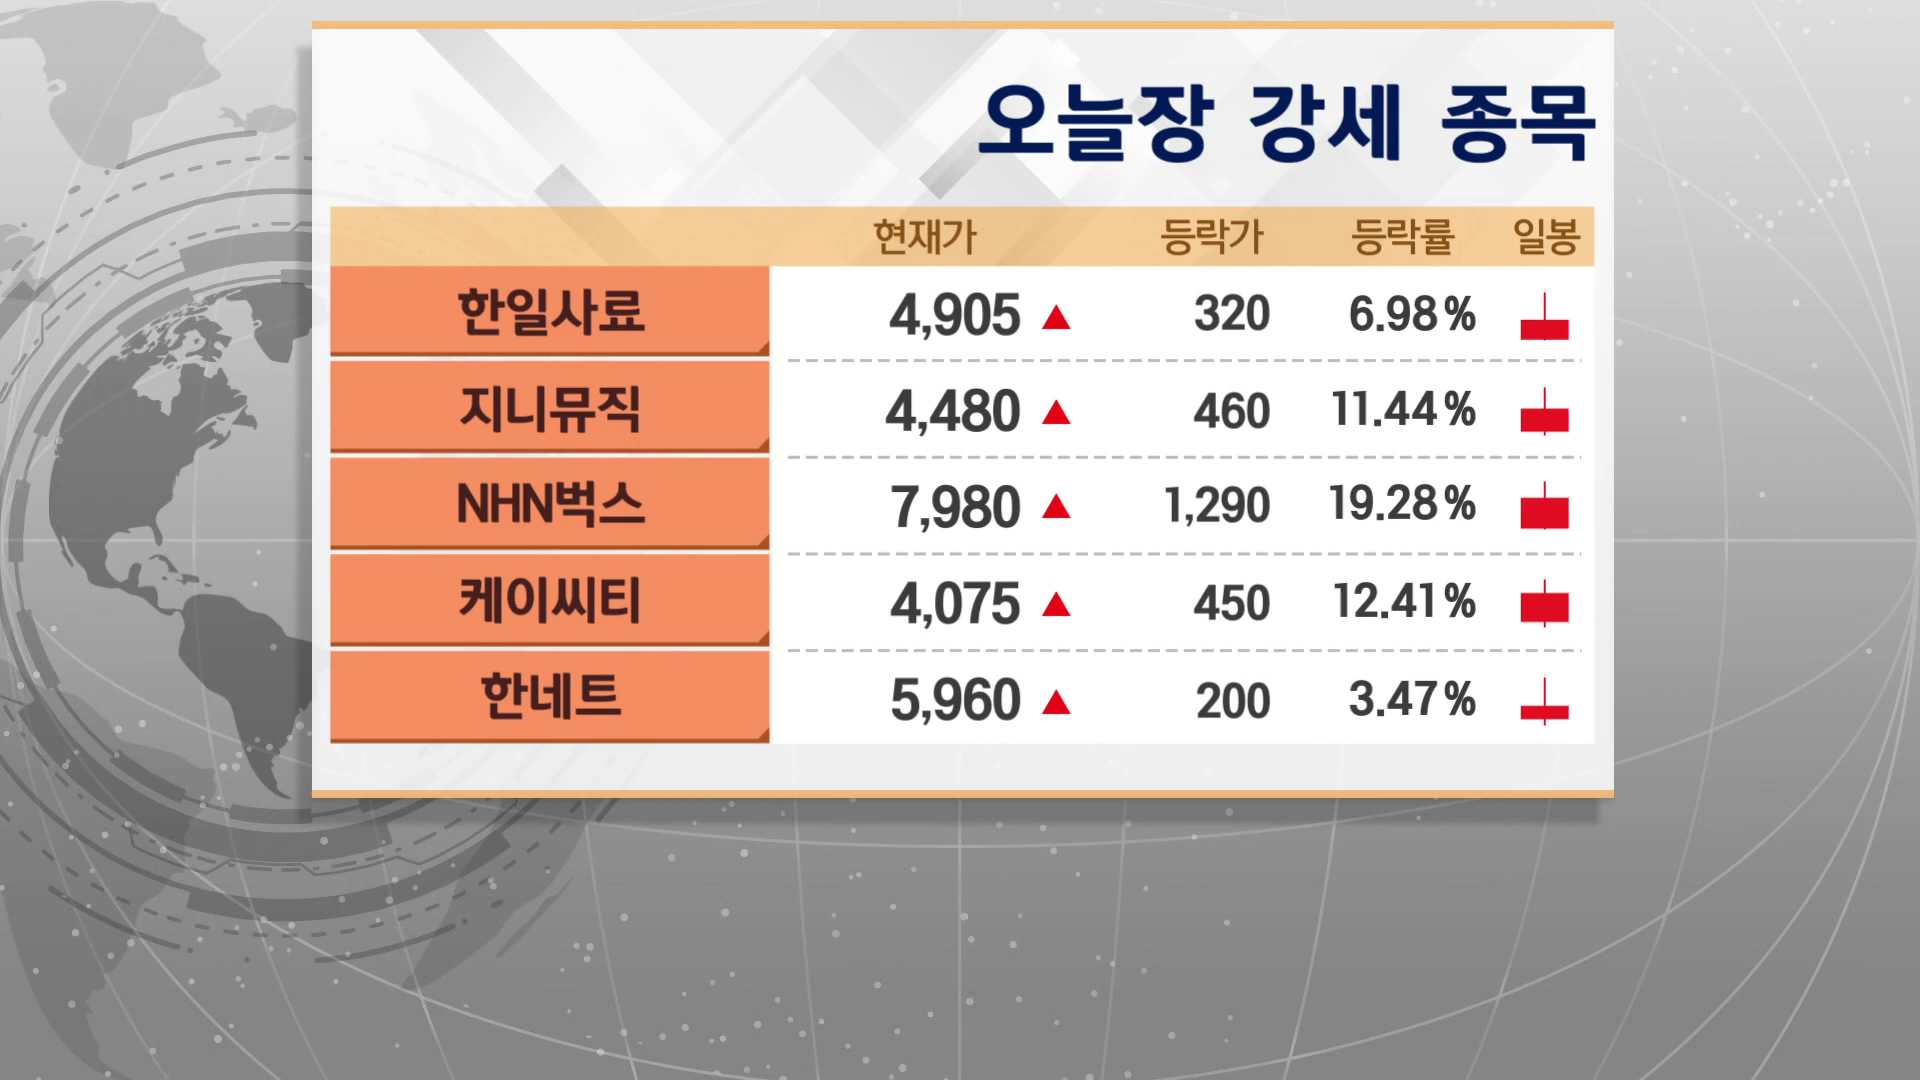 오늘장 강세 종목
현재가 등락가 등락률 일봉
한일사료 4,905 ▲ 320 6.98%
지니뮤직 4,480 ▲ 460 11.44%
NHN벅스 7,980 ▲ 1,290 19.28%
케이씨티 4,075 ▲ 450 12.41%
한네트 5,960 ▲ 200 3.47%